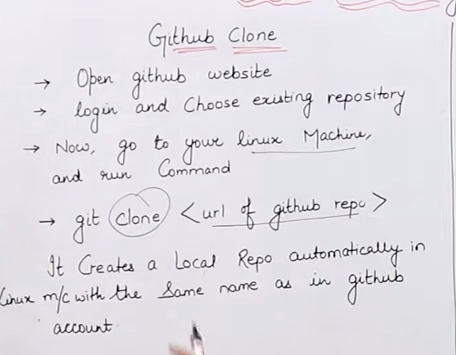 Github Clone
→ Open github website
→ login and Choose existing repository
→ Now, go to your linux Machine,
and run Command
→ git clone <url of github repo>
It Creates a Local Repo automatically in
linux m/c with the Same name as in github
account.